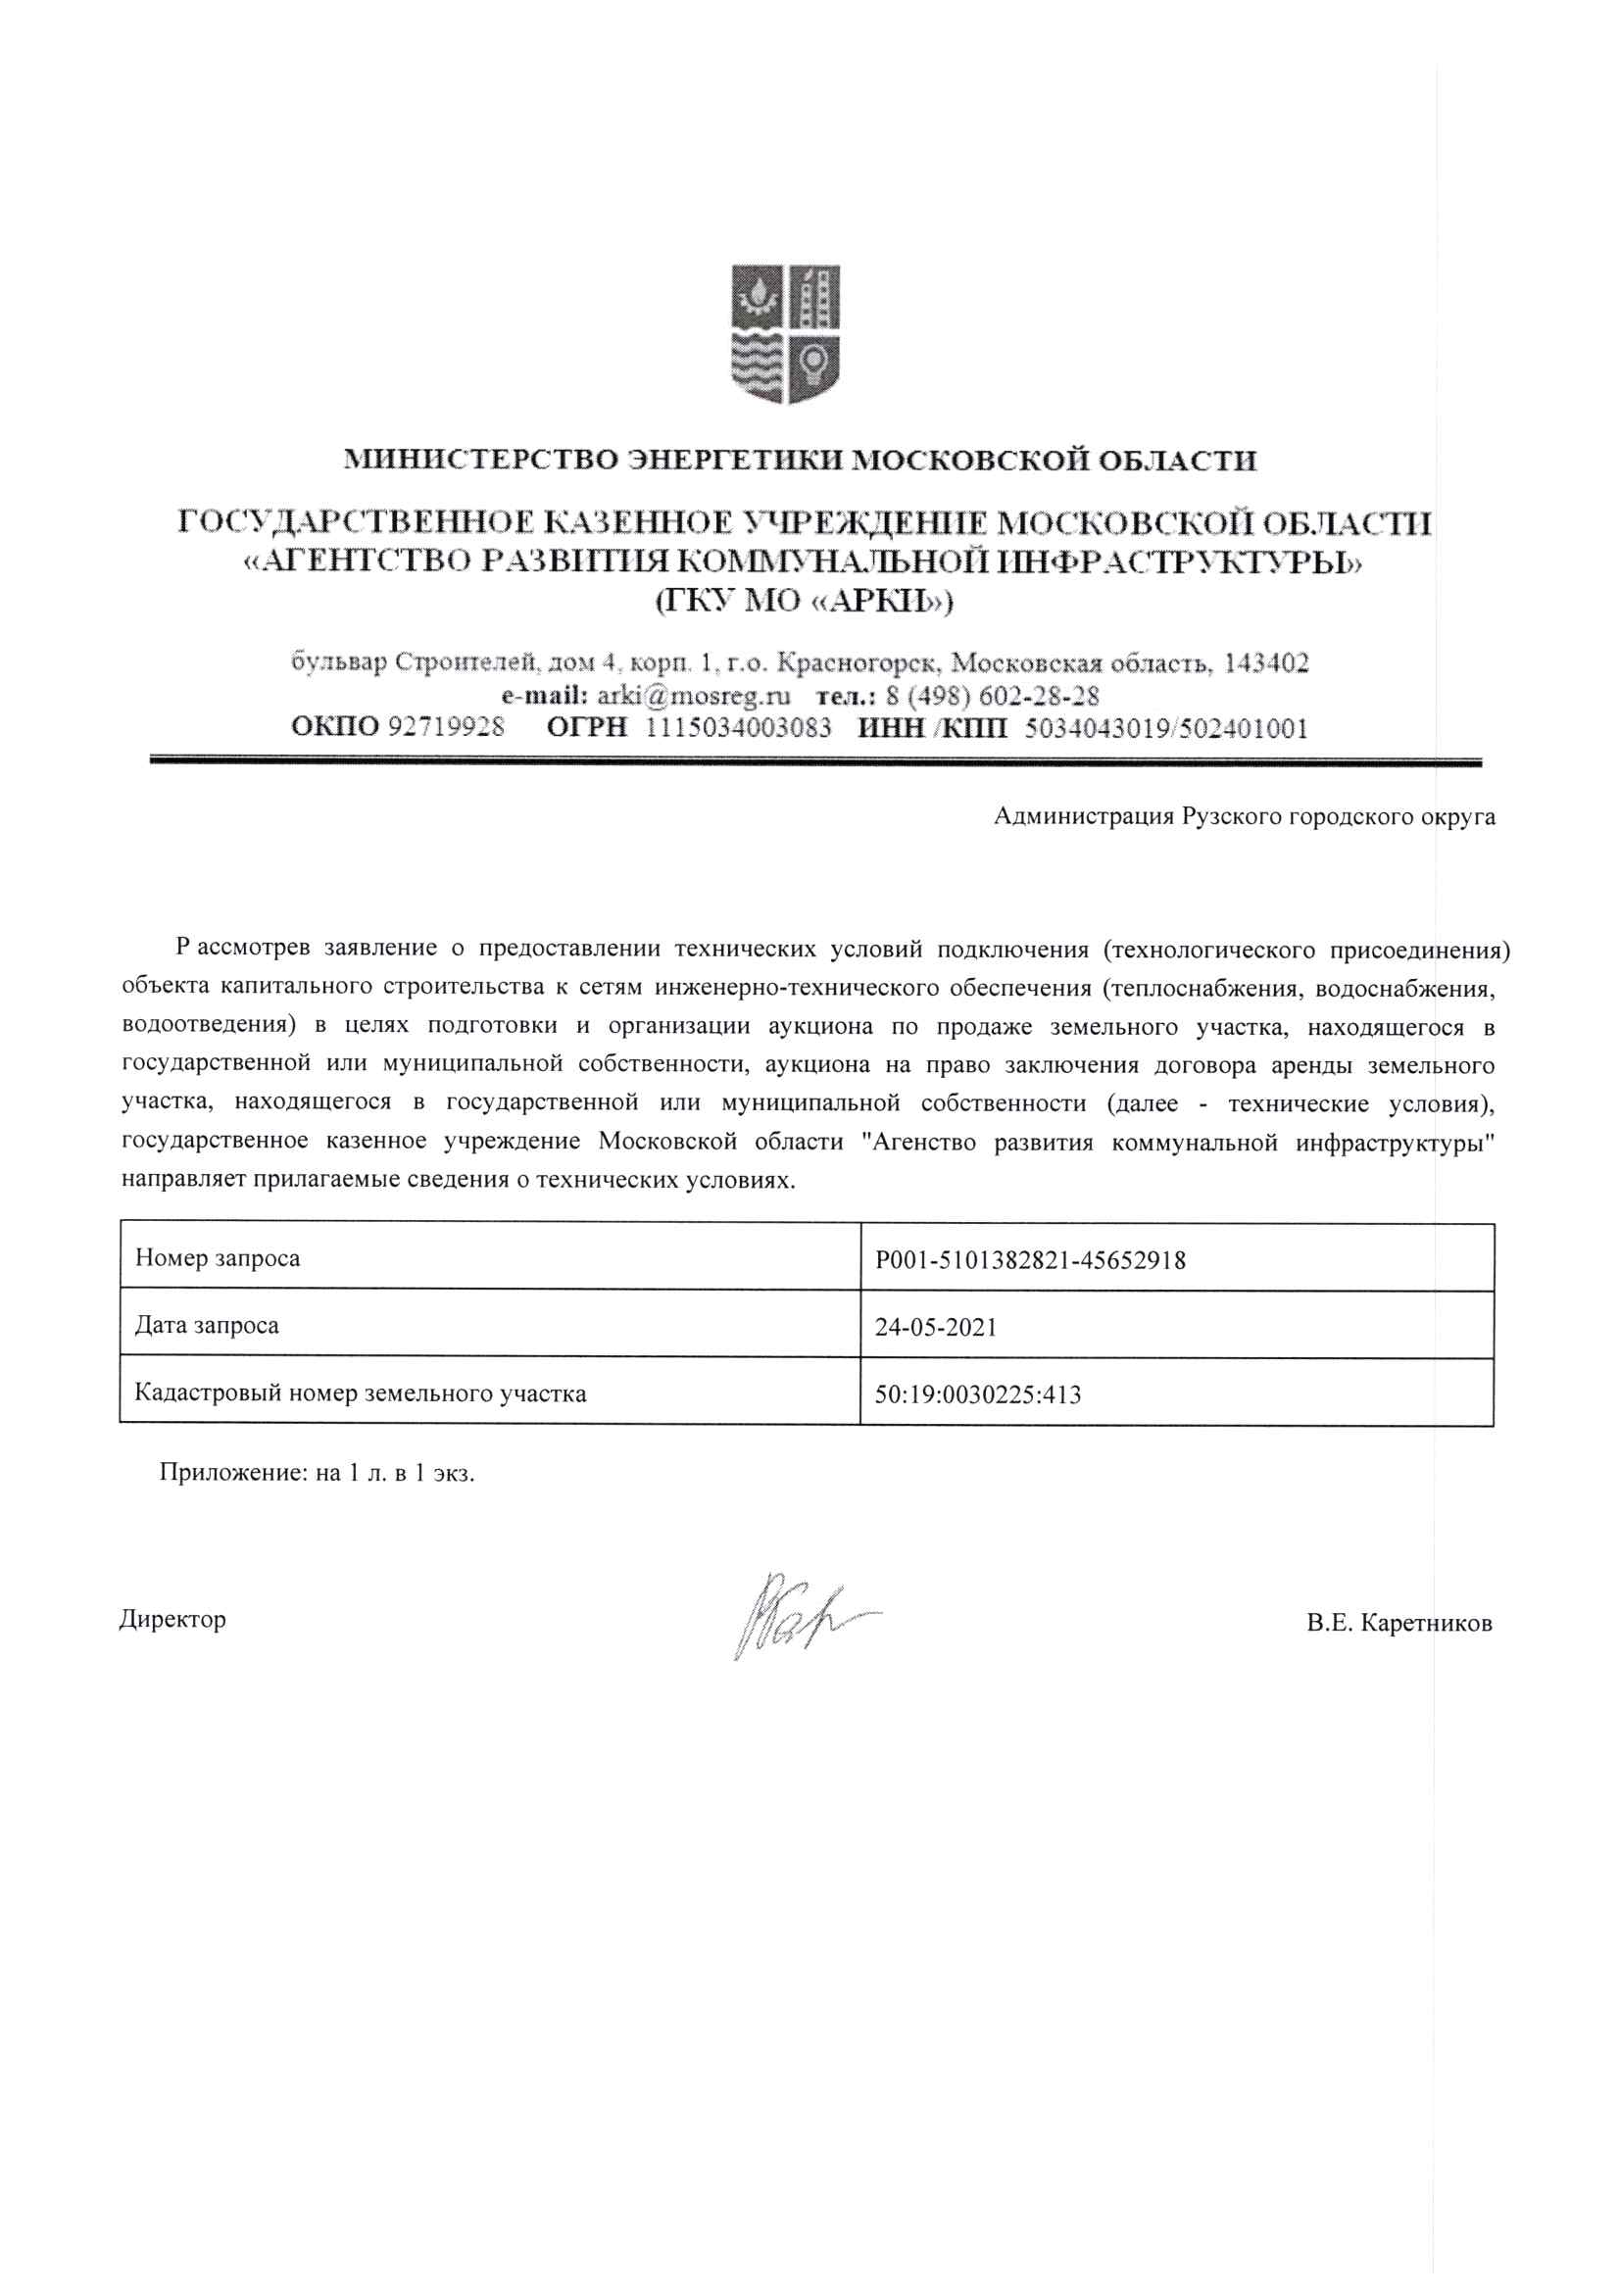 МИНИСТЕРСТВО ЭНЕРГЕТИКИ МОСКОВСКОЙ ОБЛАСТИ
ГОСУДАРСТВЕННОЕ КАЗЕННОЕ УЧРЕЖДЕНИЕ МОСКОВСКОЙ ОБЛАСТИ
«АГЕНТСТВО РАЗВИТИЯ КОММУНАЛЬНОЙ ИНФРАСТРУКТУРЫ»
(ГКУ МО «АРКИ»)
бульвар Строителей, дом 4, корп. 1, г.о. Красногорск, Московская область, 143402
e-mail: arki@mosreg.ru тел.: 8 (498) 602-28-28
ОКПО 92719928 ОГРН 1115034003083 ИНН /КПП 5034043019/502401001
Администрация Рузского городского округа
Р ассмотрев заявление о предоставлении технических условий подключения (технологического присоединения)
объекта капитального строительства к сетям инженерно-технического обеспечения (теплоснабжения, водоснабжения,
водоотведения) в целях подготовки и организации аукциона по продаже земельного участка, находящегося в
государственной или муниципальной собственности, аукциона на право заключения договора аренды земельного
участка, находящегося в государственной или муниципальной собственности (далее - технические условия),
государственное казенное учреждение Московской области "Агенство развития коммунальной инфраструктуры"
направляет прилагаемые сведения о технических условиях.
Номер запроса P001-5101382821-45652918
Дата запроса 24-05-2021
Кадастровый номер земельного участка 50:19:0030225:413
Приложение: на 1 л. в 1 экз.
Директор В.Е. Каретников